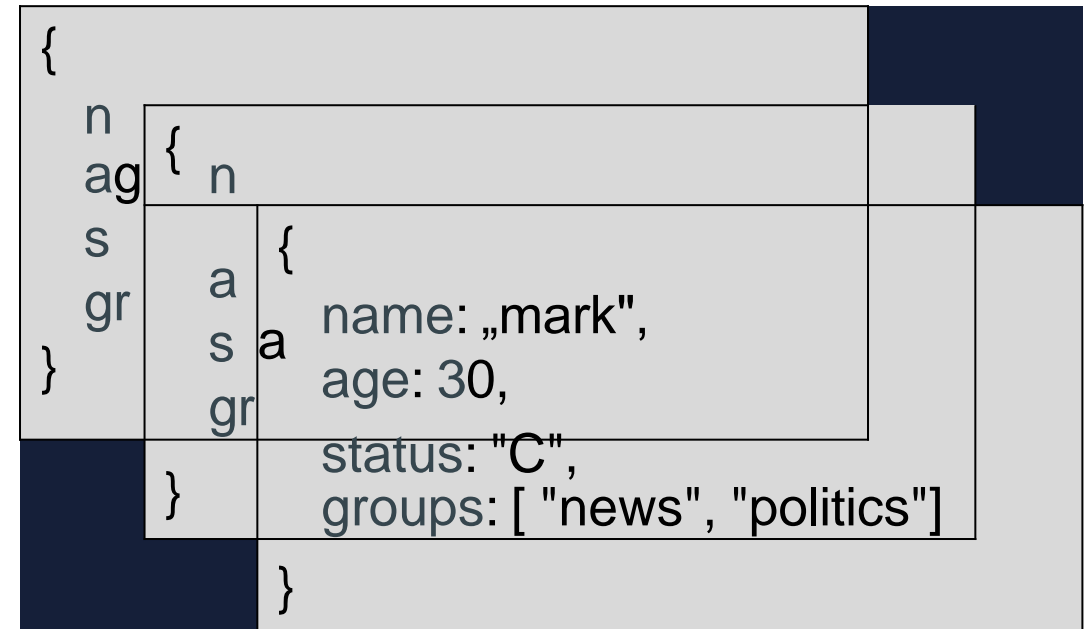 {
n
ag
s
gr
}
{
n
a
s a
gr
}
{
name: „mark",
age: 30,
status: "C",
groups: [ "news", "politics"]
}